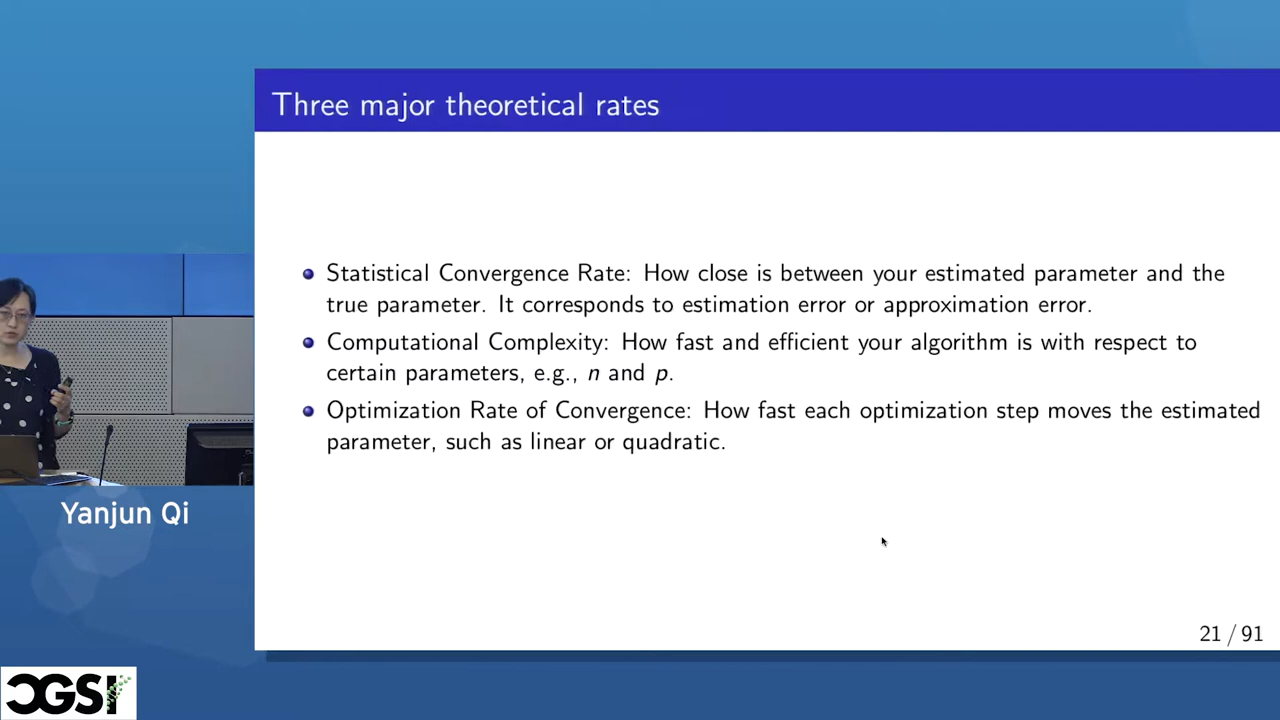 Three major theoretical rates
Statistical Convergence Rate: How close is between your estimated parameter and the
true parameter. It corresponds to estimation error or approximation error.
Computational Complexity: How fast and efficient your algorithm is with respect to
certain parameters, e.g., n and p.
Optimization Rate of Convergence: How fast each optimization step moves the estimated
parameter, such as linear or quadratic.
Yanjun Qi
21 / 91
CGSI